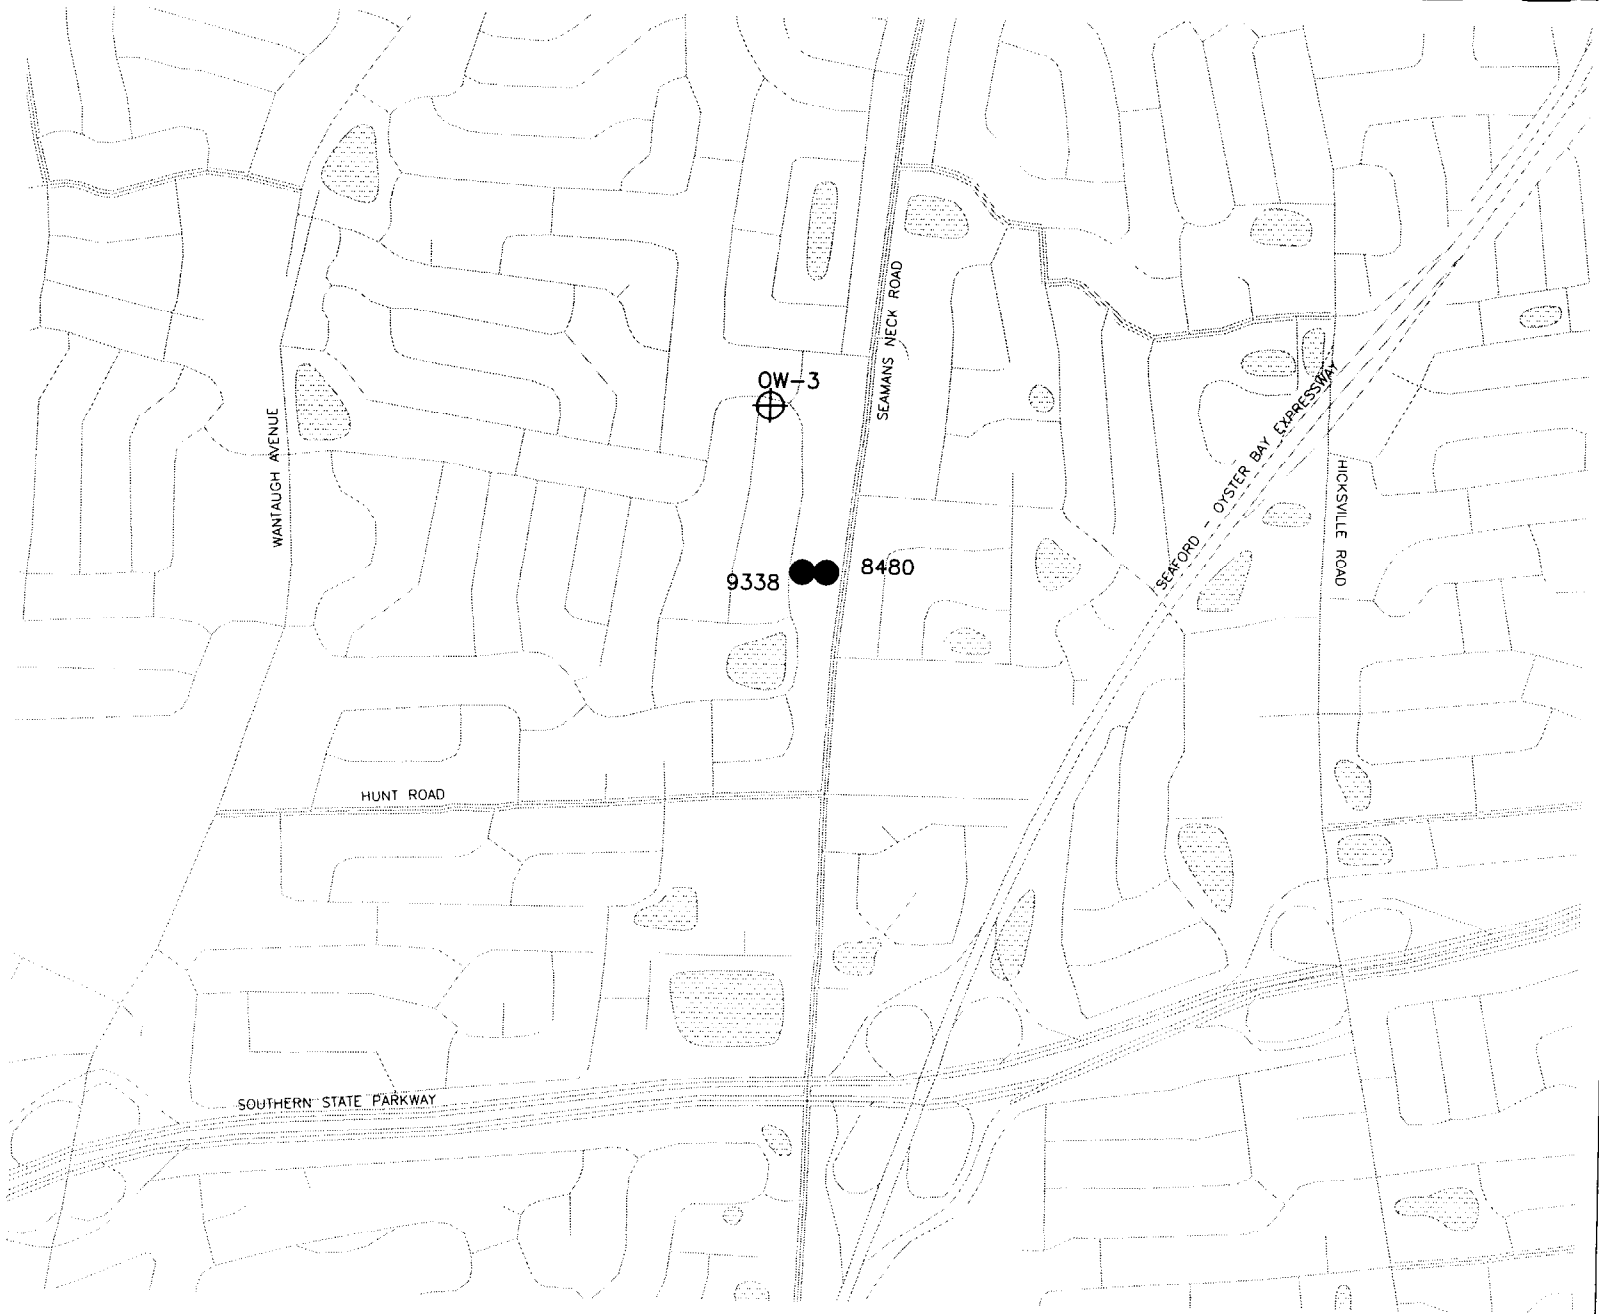 OW-3
SEAMANS NECK ROAD
WANTAUGH AVENUE
SEAFORD - OYSTER BAY EXPRESSWAY
HICKSVILLE ROAD
9338
8480
HUNT ROAD
SOUTHERN STATE PARKWAY